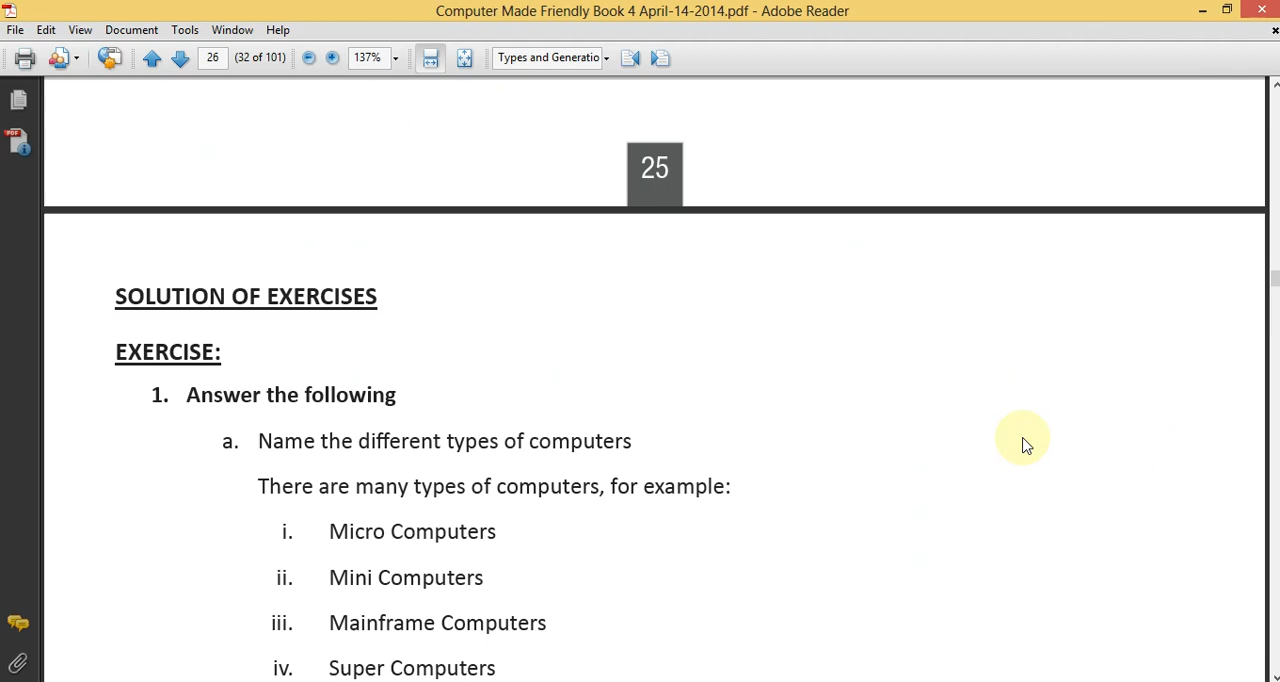 Computer Made Friendly Book 4 April-14-2014.pdf - Adobe Reader
File Edit View Document Tools Window Help
26 (32 of 101) 137% Types and Generatio
25
SOLUTION OF EXERCISES
EXERCISE:
1. Answer the following
a. Name the different types of computers
There are many types of computers, for example:
i. Micro Computers
ii. Mini Computers
iii. Mainframe Computers
iv. Super Computers